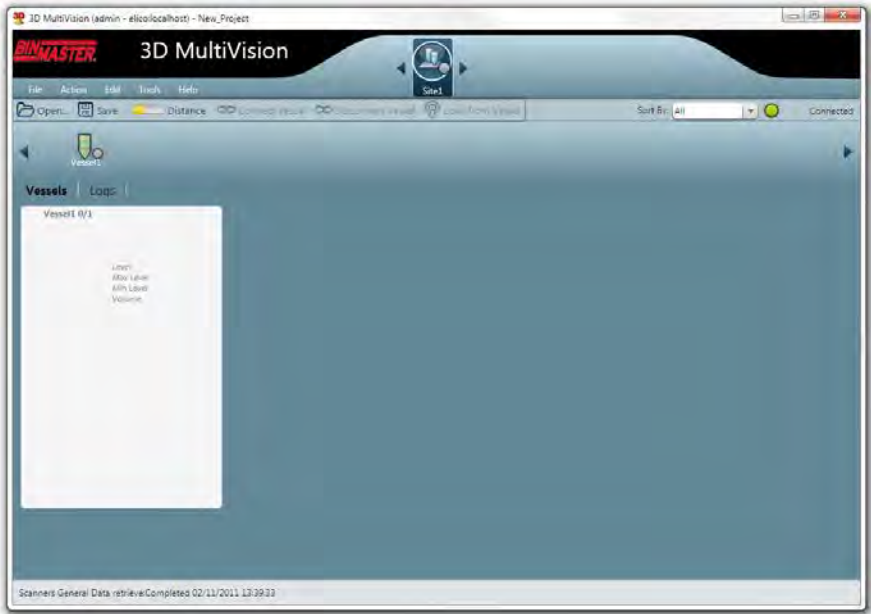 3D MultiVision (admin - elico:localhost) - New_Project
BINMASTER
3D MultiVision
Site1
File Action Edit Tools Help
Open... Save Distance Connect Vessel Disconnect Vessel Load From Vessel Sort By: All Connected
Vessel1
Vessels Logs
Vessel1 0/1
Level
Max Level
Min Level
Volume
Scanners General Data retrieve:Completed 02/11/2011 13:39:33